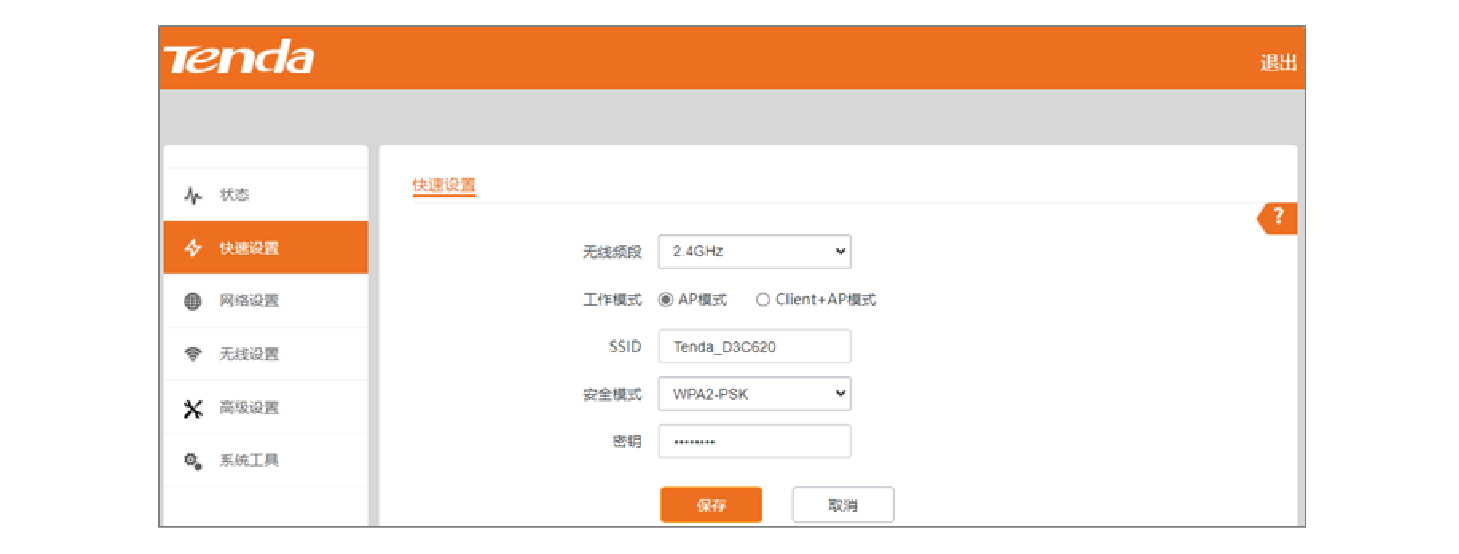 Tenda
退出
状态
快速设置
网络设置
无线设置
高级设置
系统工具
快速设置
?
无线频段 2.4GHz
工作模式 AP模式 Client+AP模式
SSID Tenda_D3C620
安全模式 WPA2-PSK
密钥 ········
保存 取消